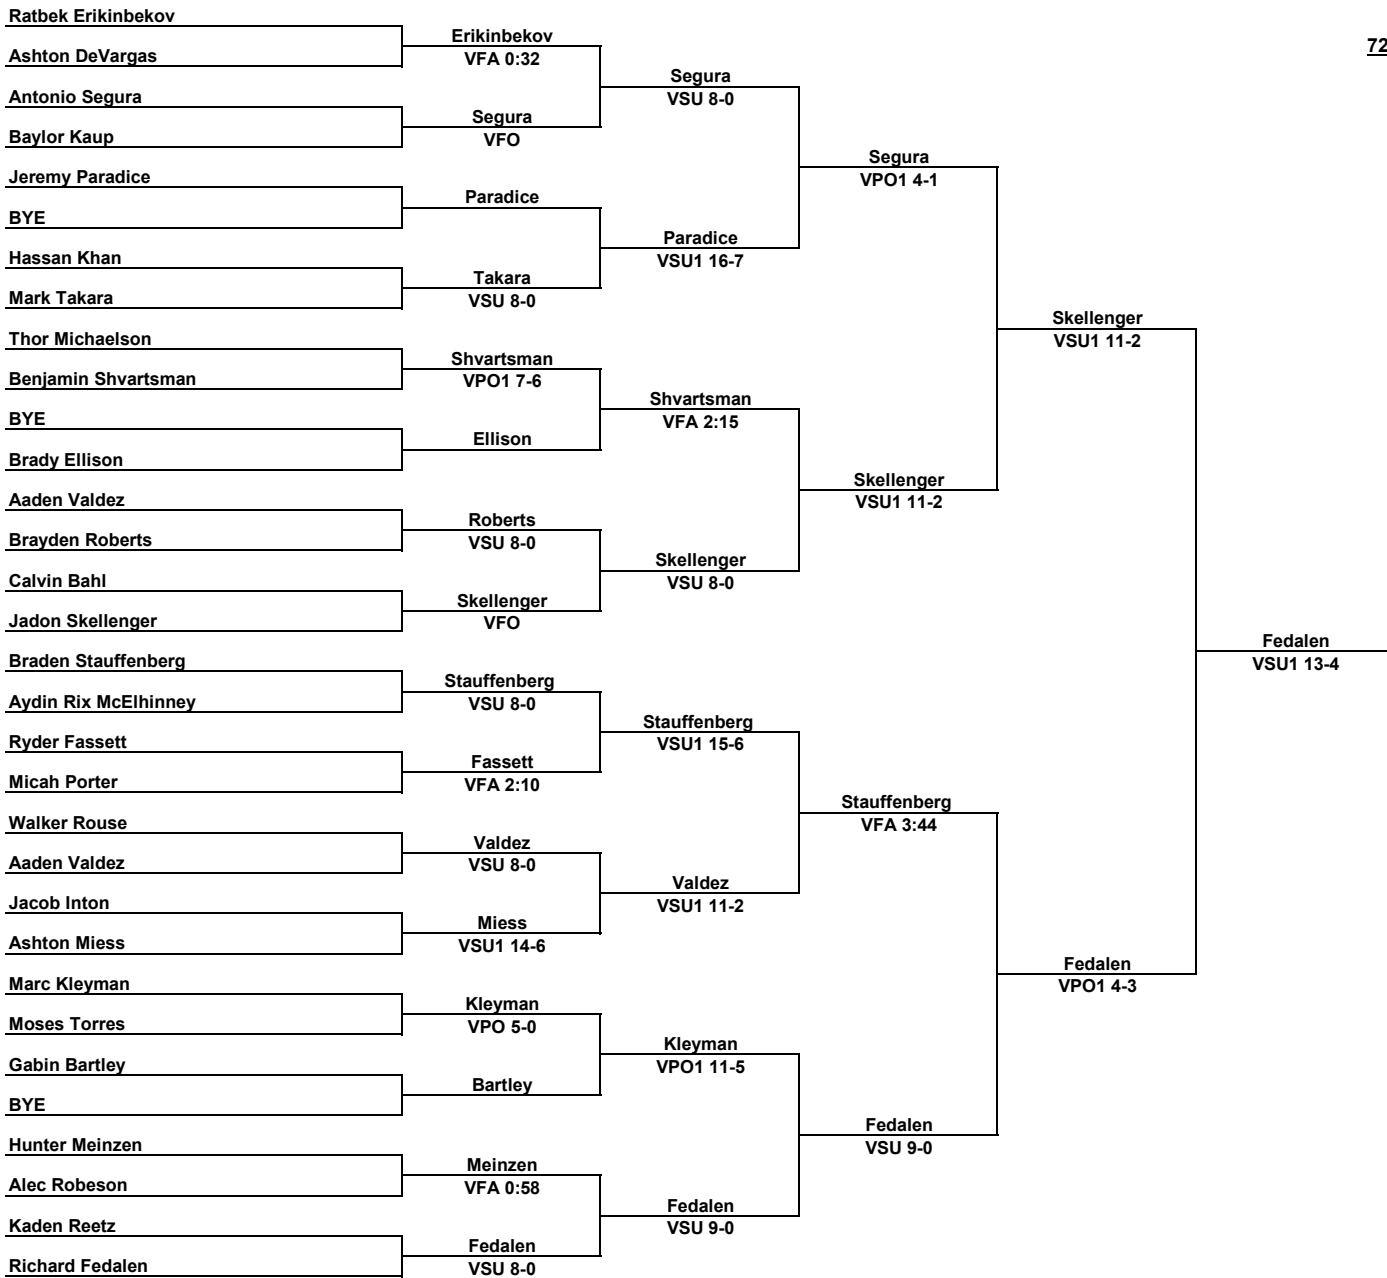 Ratbek Erikinbekov
Erikinbekov
72
Ashton DeVargas
VFA 0:32
Segura
Antonio Segura
VSU 8-0
Segura
Baylor Kaup
VFO
Segura
Jeremy Paradice
VPO1 4-1
Paradice
BYE
Paradice
Hassan Khan
VSU1 16-7
Takara
Mark Takara
VSU 8-0
Skellenger
Thor Michaelson
VSU1 11-2
Shvartsman
Benjamin Shvartsman
VPO1 7-6
Shvartsman
BYE
VFA 2:15
Ellison
Brady Ellison
Skellenger
Aaden Valdez
VSU1 11-2
Roberts
Brayden Roberts
VSU 8-0
Skellenger
Calvin Bahl
VSU 8-0
Skellenger
Jadon Skellenger
VFO
Fedalen
Braden Stauffenberg
VSU1 13-4
Stauffenberg
Aydin Rix McElhinney
VSU 8-0
Stauffenberg
Ryder Fassett
VSU1 15-6
Fassett
Micah Porter
VFA 2:10
Stauffenberg
Walker Rouse
VFA 3:44
Valdez
Aaden Valdez
VSU 8-0
Valdez
Jacob Inton
VSU1 11-2
Miess
Ashton Miess
VSU1 14-6
Fedalen
Marc Kleyman
VPO1 4-3
Kleyman
Moses Torres
VPO 5-0
Kleyman
Gabin Bartley
VPO1 11-5
Bartley
BYE
Fedalen
Hunter Meinzen
VSU 9-0
Meinzen
Alec Robeson
VFA 0:58
Fedalen
Kaden Reetz
VSU 9-0
Fedalen
Richard Fedalen
VSU 8-0